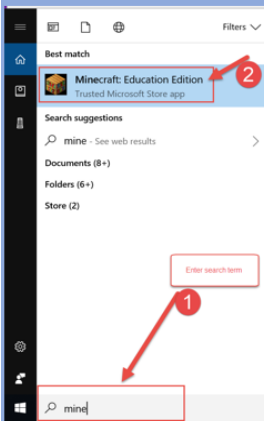 Filters
Best match
Minecraft: Education Edition
Trusted Microsoft Store app
2
Search suggestions
mine - See web results
Documents (8+)
Folders (6+)
Store (2)
Enter search term
1
mine